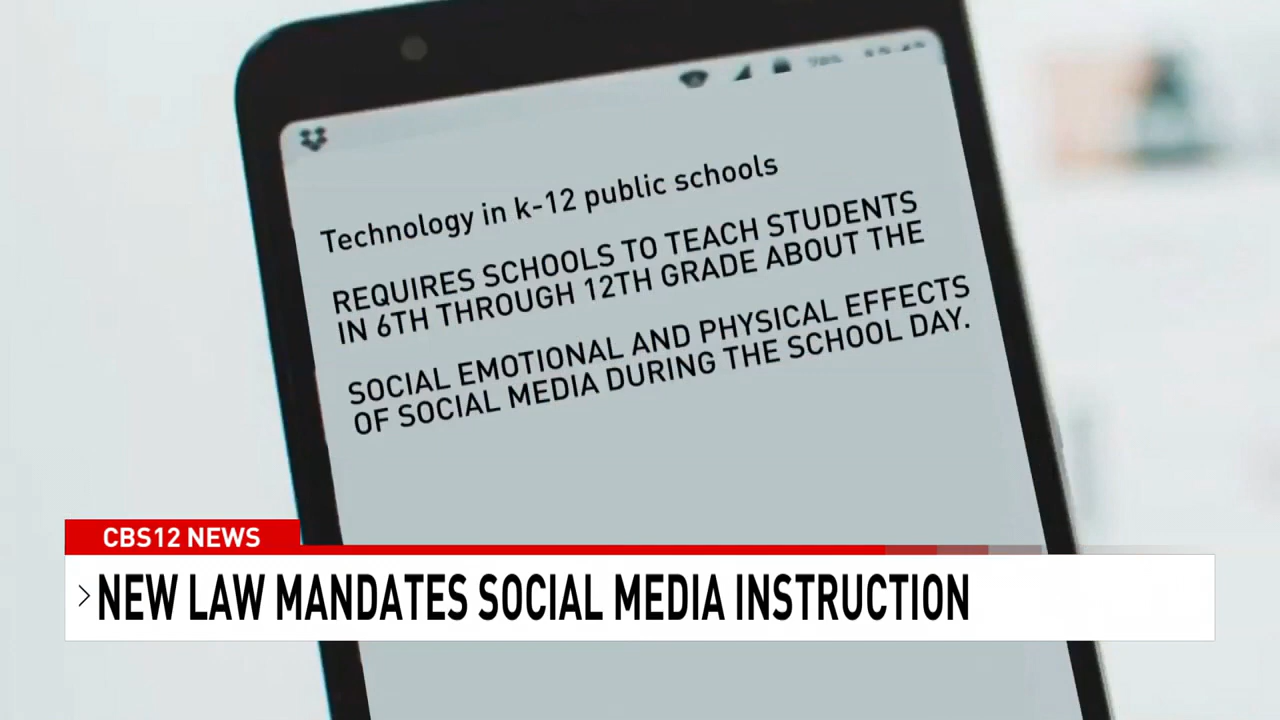 Technology in k-12 public schools
REQUIRES SCHOOLS TO TEACH STUDENTS
IN 6TH THROUGH 12TH GRADE ABOUT THE
SOCIAL EMOTIONAL AND PHYSICAL EFFECTS
OF SOCIAL MEDIA DURING THE SCHOOL DAY.
CBS12 NEWS
NEW LAW MANDATES SOCIAL MEDIA INSTRUCTION